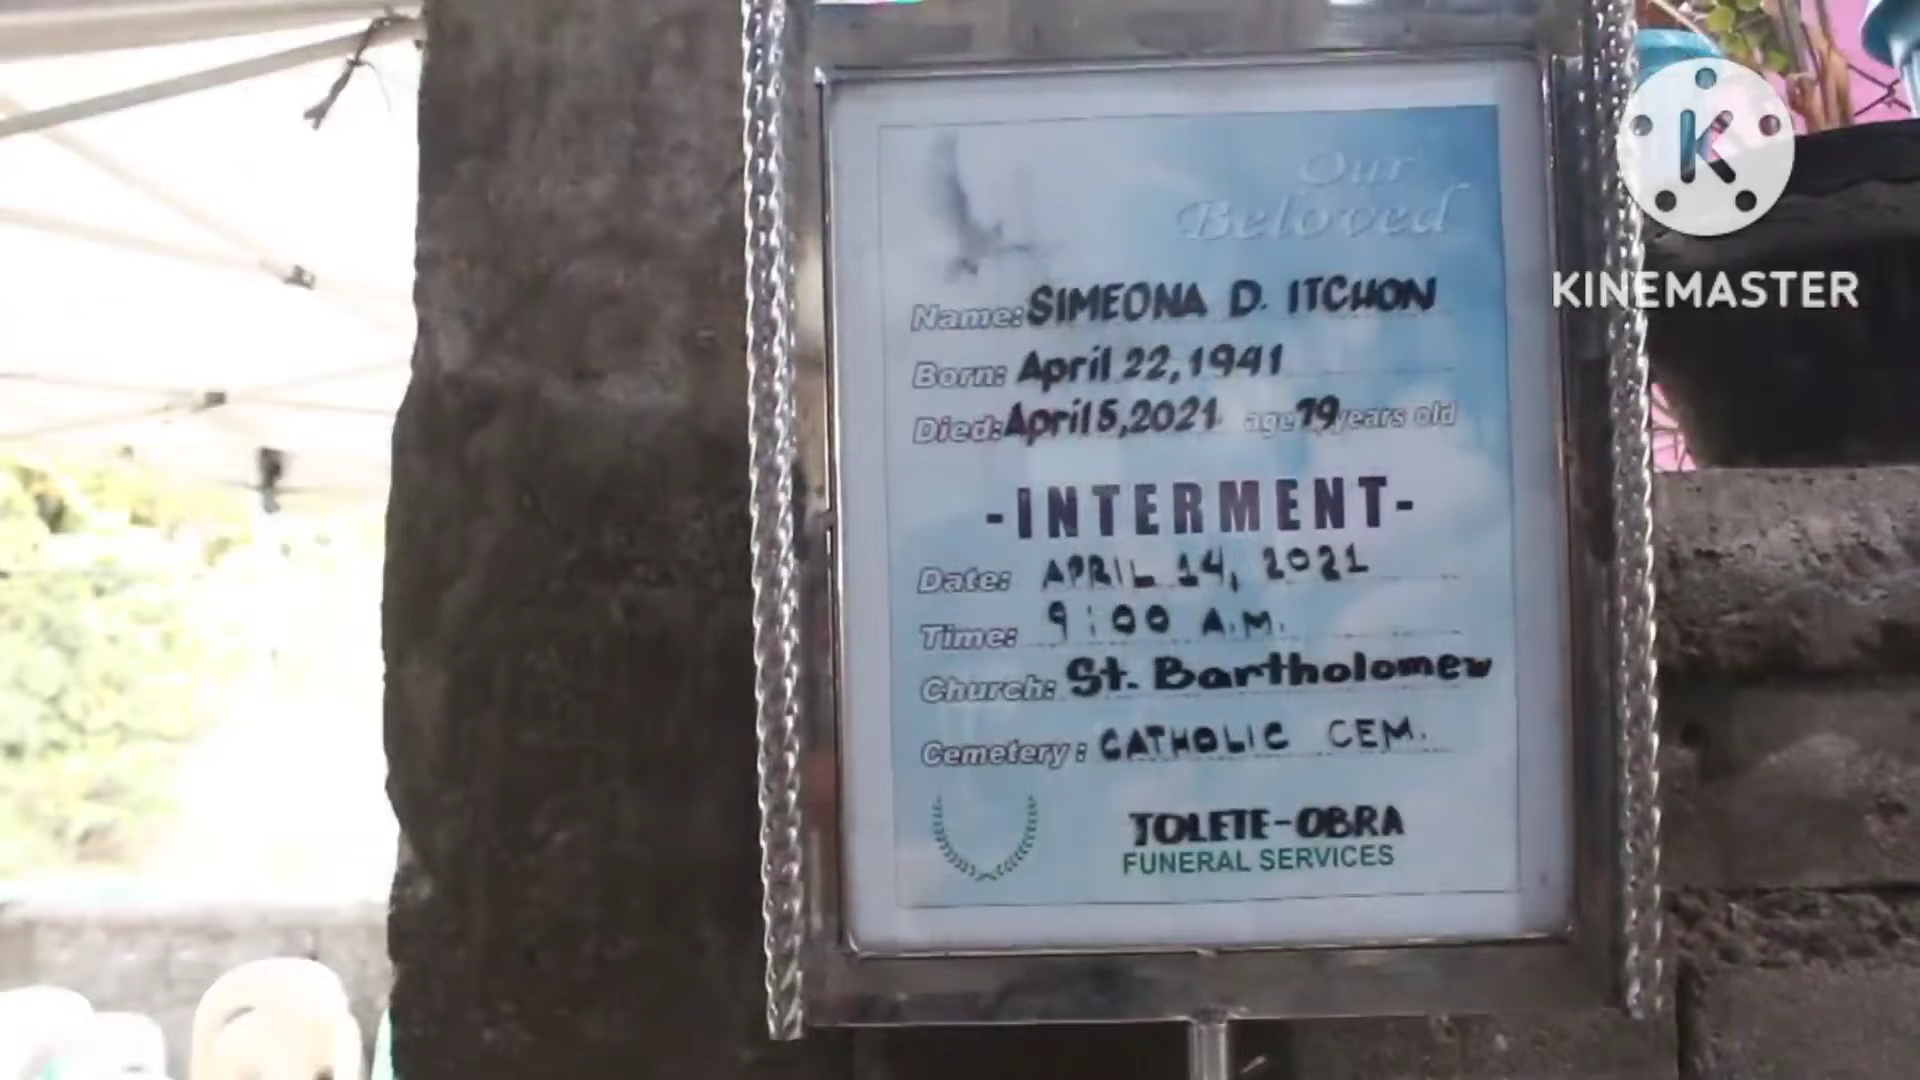 Our
Beloved
Name: SIMEONA D. ITCHON
Born: April 22, 1941
Died: April 5, 2021 age 79 years old
-INTERMENT-
Date: APRIL 14, 2021
Time: 9:00 A.M.
Church: St. Bartholomew
Cemetery: CATHOLIC CEM.
TOLETE-OBRA
FUNERAL SERVICES
K
KINEMASTER